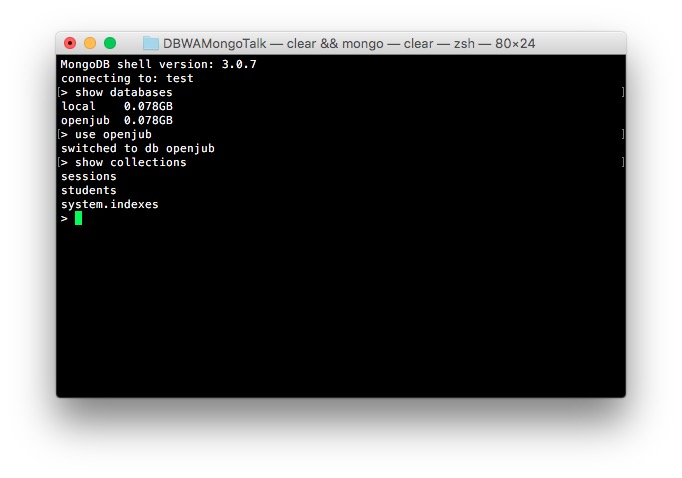 DBWAMongoTalk — clear && mongo — clear — zsh — 80×24
MongoDB shell version: 3.0.7
connecting to: test
[> show databases ]
local    0.078GB
openjub  0.078GB
[> use openjub ]
switched to db openjub
[> show collections ]
sessions
students
system.indexes
>